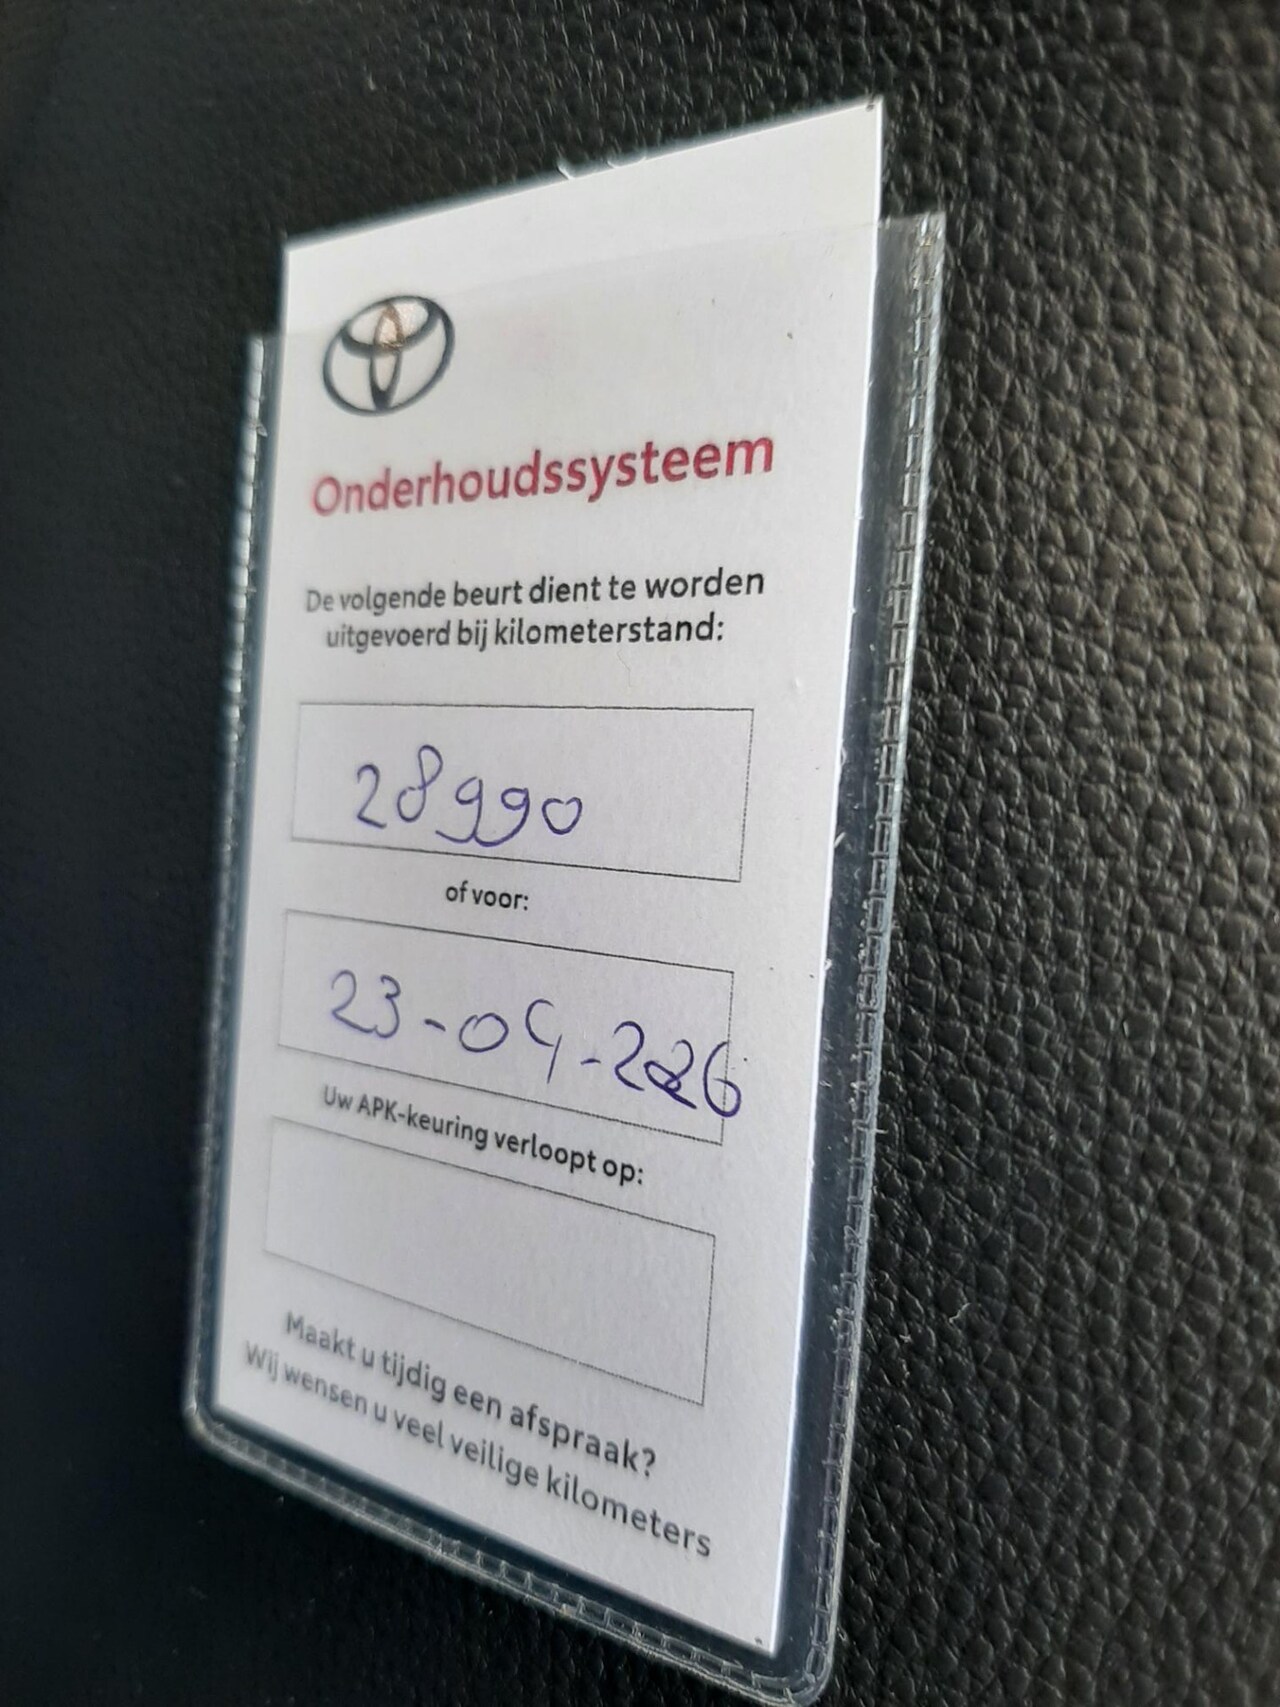 Onderhoudssysteem
De volgende beurt dient te worden
uitgevoerd bij kilometerstand:
28990
of voor:
23-04-2026
Uw APK-keuring verloopt op:
Maakt u tijdig een afspraak?
Wij wensen u veel veilige kilometers